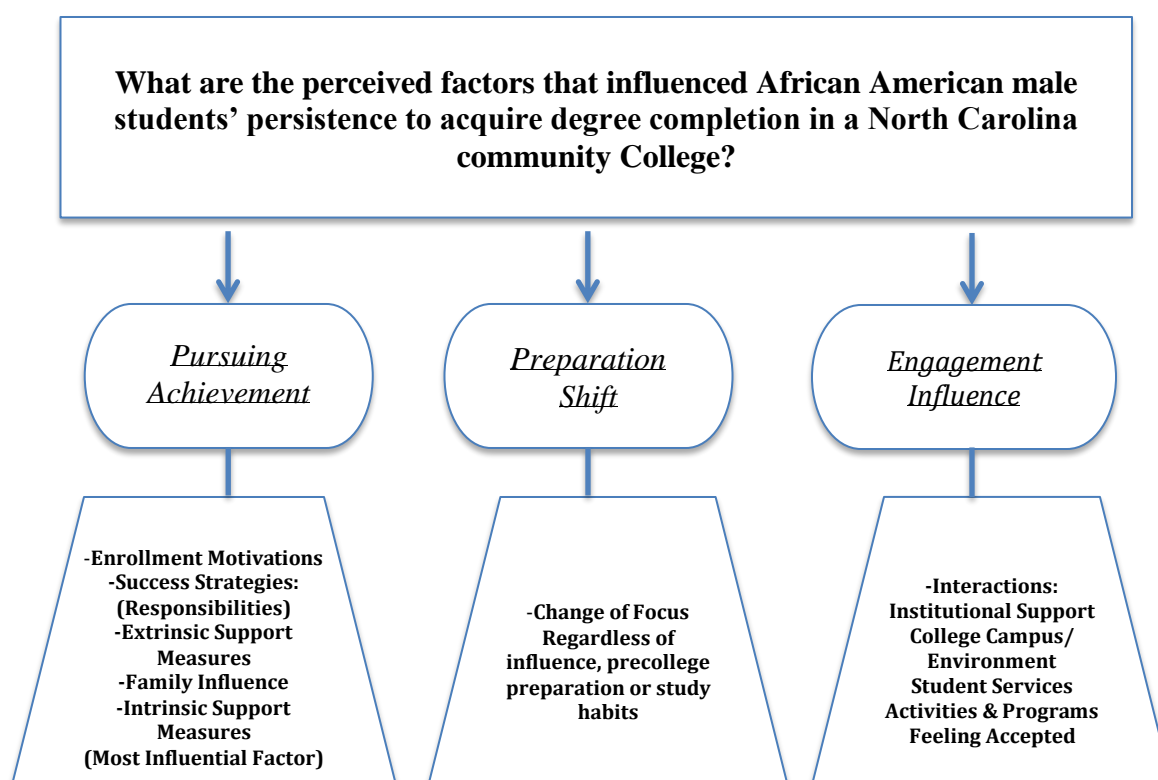 What are the perceived factors that influenced African American male
students’ persistence to acquire degree completion in a North Carolina
community College?
Pursuing
Achievement
Preparation
Shift
Engagement
Influence
-Enrollment Motivations
-Success Strategies:
(Responsibilities)
-Extrinsic Support
Measures
-Family Influence
-Intrinsic Support
Measures
(Most Influential Factor)
-Change of Focus
Regardless of
influence, precollege
preparation or study
habits
-Interactions:
Institutional Support
College Campus/
Environment
Student Services
Activities & Programs
Feeling Accepted